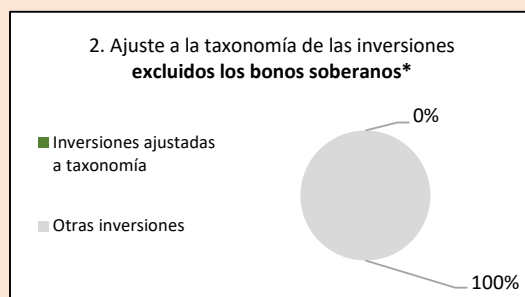 2. Ajuste a la taxonomía de las inversiones
excluidos los bonos soberanos*
0%
Inversiones ajustadas
a taxonomía
Otras inversiones
100%